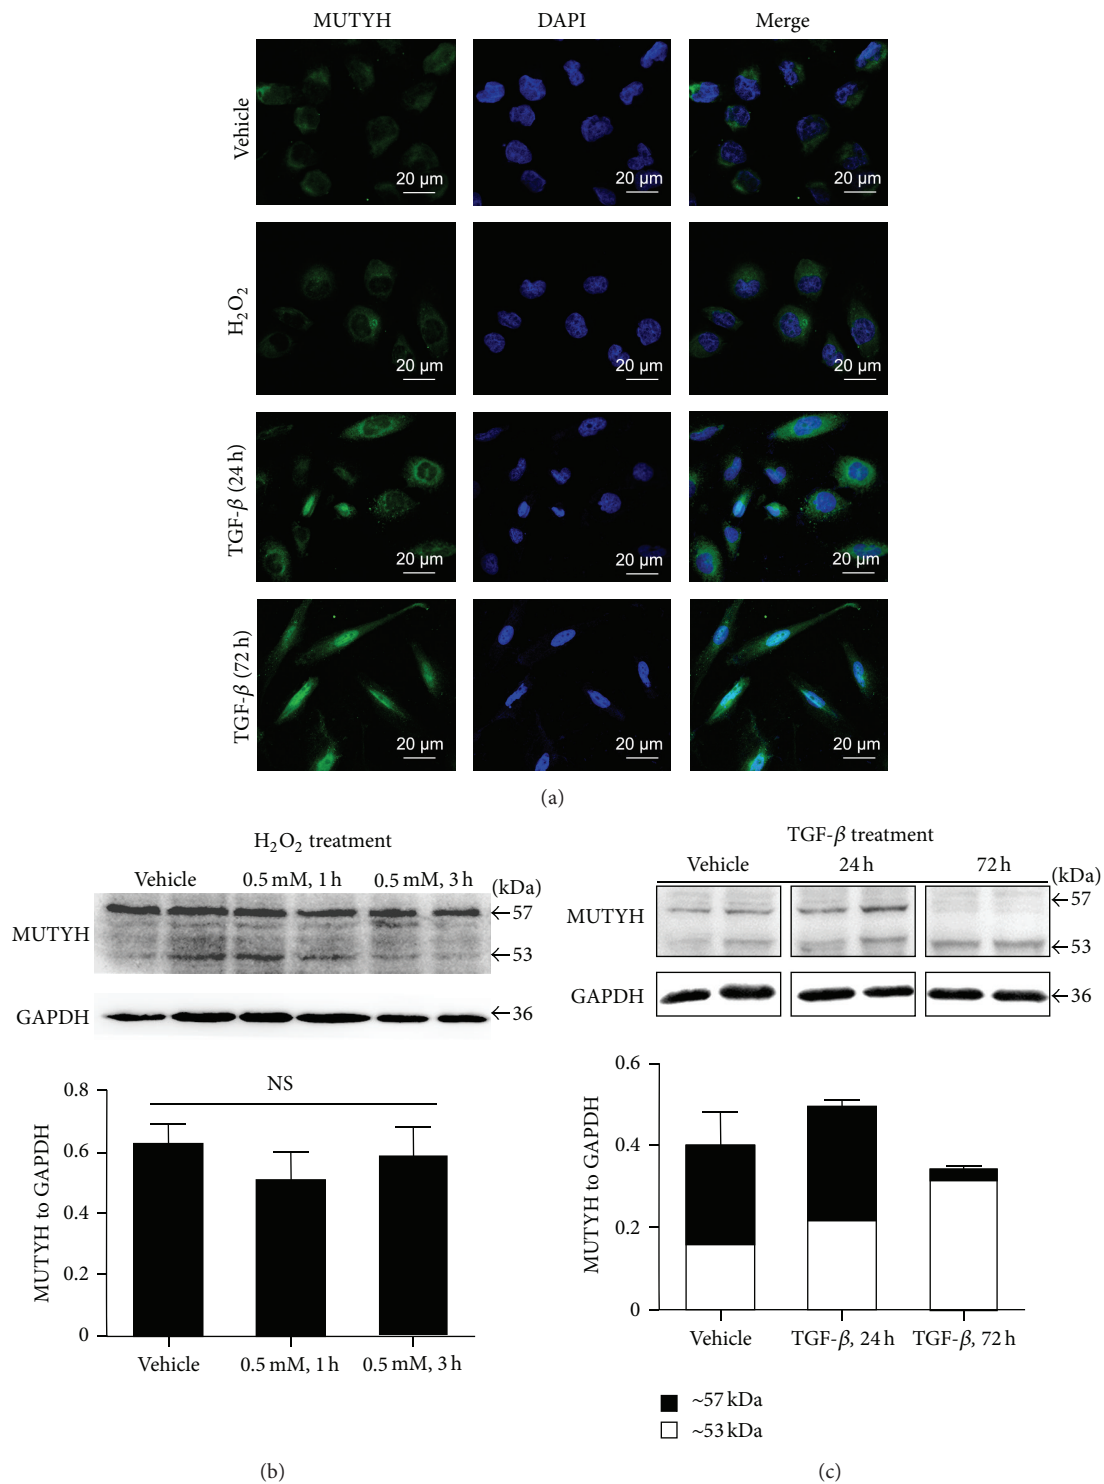 MUTYH DAPI Merge
Vehicle
20 μm 20 μm 20 μm
H₂O₂
20 μm 20 μm 20 μm
TGF-β (24 h)
20 μm 20 μm 20 μm
TGF-β (72 h)
20 μm 20 μm 20 μm
(a)
H₂O₂ treatment
Vehicle 0.5 mM, 1 h 0.5 mM, 3 h (kDa)
MUTYH
←57
←53
GAPDH
←36
NS
MUTYH to GAPDH
0.8
0.6
0.4
0.2
0
Vehicle 0.5 mM, 1 h 0.5 mM, 3 h
(b)
TGF-β treatment
Vehicle 24 h 72 h (kDa)
MUTYH
←57
←53
GAPDH
←36
MUTYH to GAPDH
0.6
0.4
0.2
0
Vehicle TGF-β, 24 h TGF-β, 72 h
~57 kDa
~53 kDa
(c)